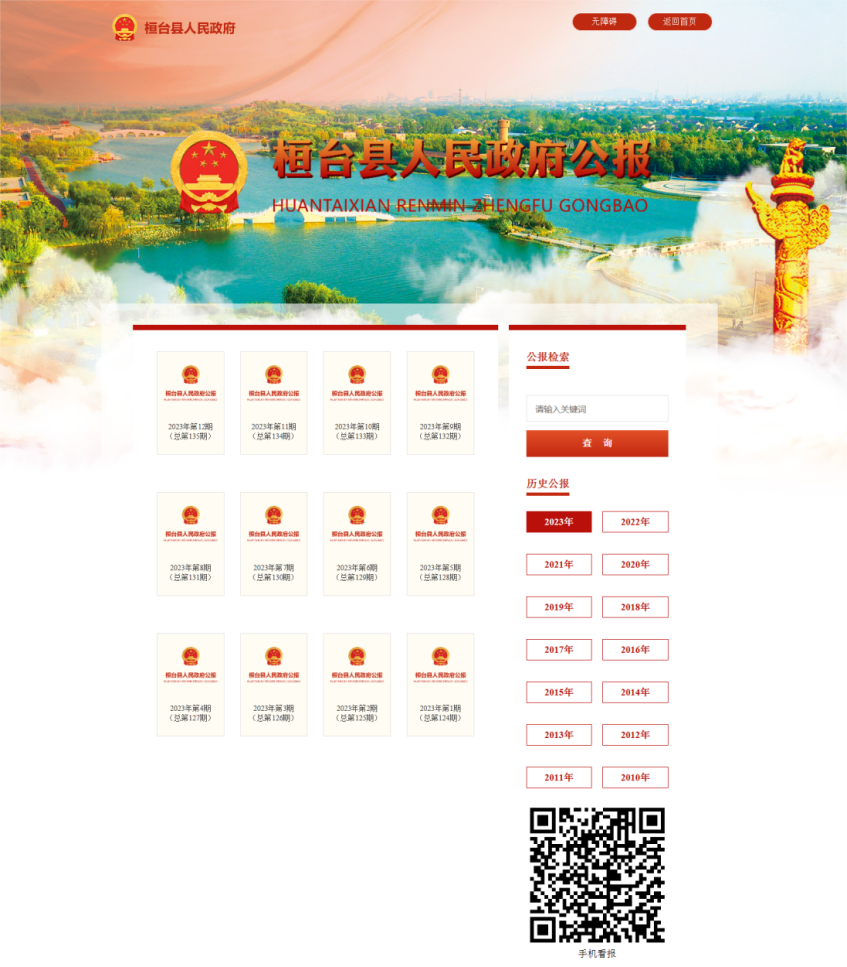 桓台县人民政府
无障碍
返回首页
桓台县人民政府公报
HUANTAIXIAN RENMIN ZHENGFU GONGBAO
桓台县人民政府公报
2023年第12期
（总第135期）
桓台县人民政府公报
2023年第11期
（总第134期）
桓台县人民政府公报
2023年第10期
（总第133期）
桓台县人民政府公报
2023年第9期
（总第132期）
桓台县人民政府公报
2023年第8期
（总第131期）
桓台县人民政府公报
2023年第7期
（总第130期）
桓台县人民政府公报
2023年第6期
（总第129期）
桓台县人民政府公报
2023年第5期
（总第128期）
桓台县人民政府公报
2023年第4期
（总第127期）
桓台县人民政府公报
2023年第3期
（总第126期）
桓台县人民政府公报
2023年第2期
（总第125期）
桓台县人民政府公报
2023年第1期
（总第124期）
公报检索
请输入关键词
查 询
历史公报
2023年
2022年
2021年
2020年
2019年
2018年
2017年
2016年
2015年
2014年
2013年
2012年
2011年
2010年
手机看报